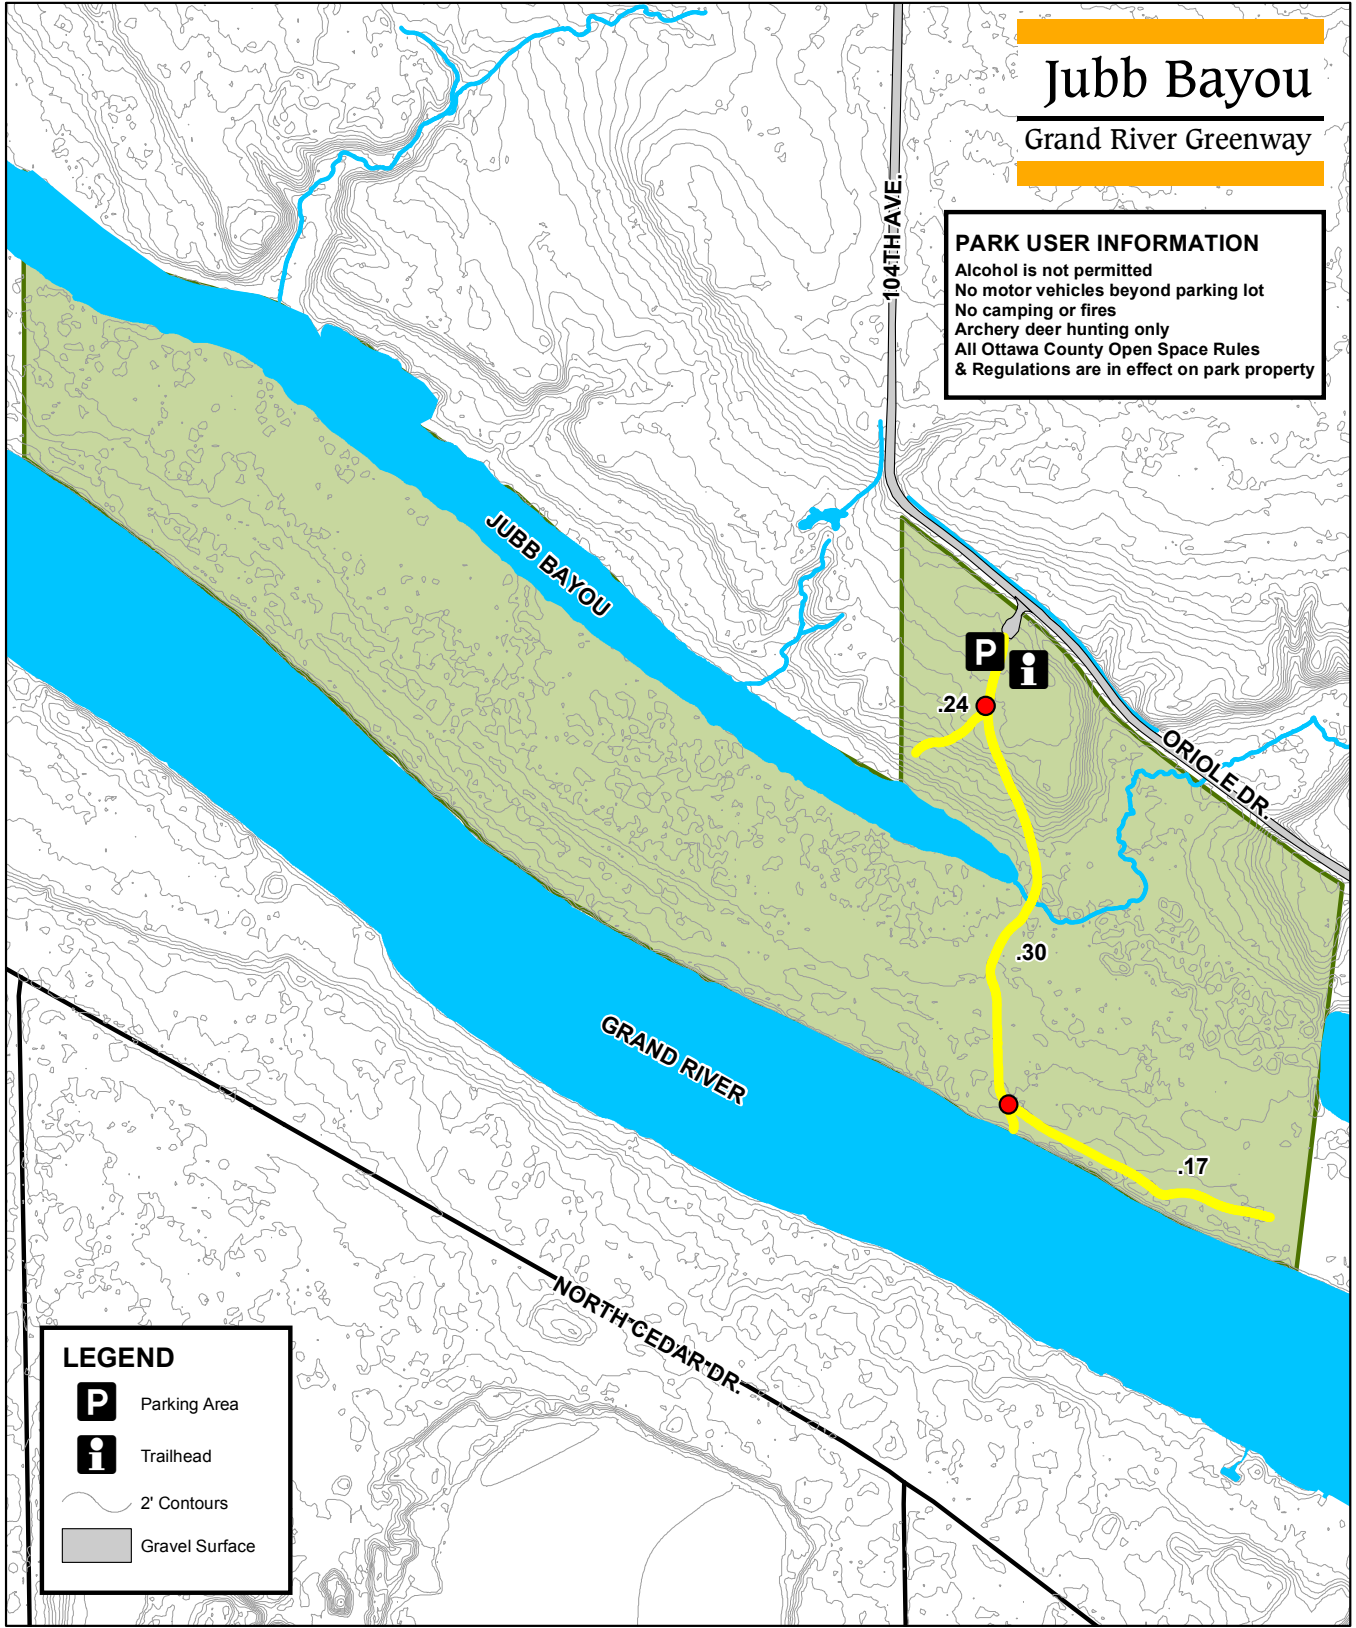 Jubb Bayou
Grand River Greenway
104TH AVE.
PARK USER INFORMATION
Alcohol is not permitted
No motor vehicles beyond parking lot
No camping or fires
Archery deer hunting only
All Ottawa County Open Space Rules
& Regulations are in effect on park property
JUBB BAYOU
P
i
.24
ORIOLE DR.
.30
GRAND RIVER
.17
NORTH CEDAR DR.
LEGEND
P Parking Area
i Trailhead
2' Contours
Gravel Surface